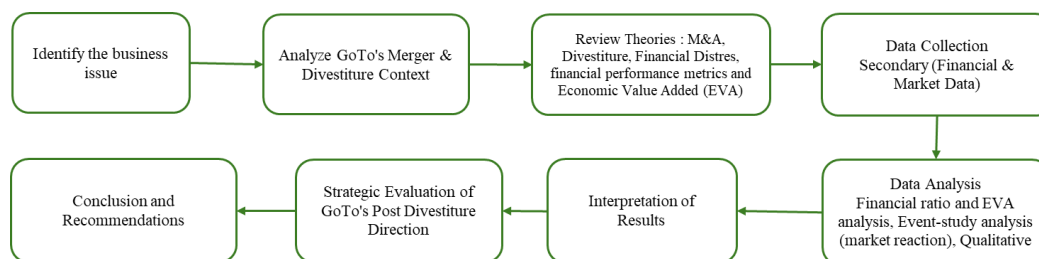 Identify the business
issue
Analyze GoTo's Merger &
Divestiture Context
Review Theories : M&A,
Divestiture, Financial Distres,
financial performance metrics and
Economic Value Added (EVA)
Data Collection
Secondary (Financial &
Market Data)
Data Analysis
Financial ratio and EVA
analysis, Event-study analysis
(market reaction), Qualitative
Interpretation of
Results
Strategic Evaluation of
GoTo's Post Divestiture
Direction
Conclusion and
Recommendations